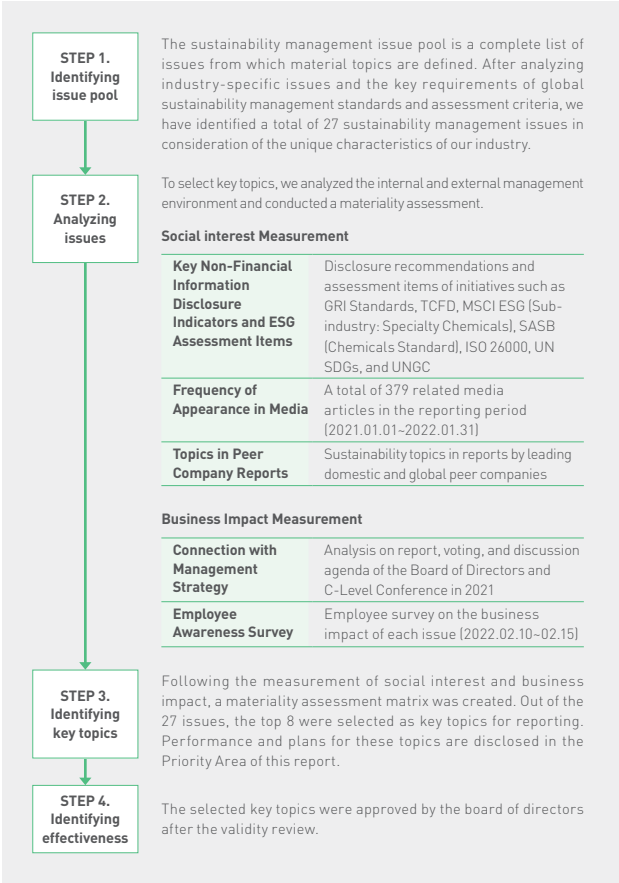 STEP 1.
Identifying
issue pool
The sustainability management issue pool is a complete list of
issues from which material topics are defined. After analyzing
industry-specific issues and the key requirements of global
sustainability management standards and assessment criteria, we
have identified a total of 27 sustainability management issues in
consideration of the unique characteristics of our industry.
STEP 2.
Analyzing
issues
To select key topics, we analyzed the internal and external management
environment and conducted a materiality assessment.
Social interest Measurement
Key Non-Financial
Information
Disclosure
Indicators and ESG
Assessment Items
Disclosure recommendations and
assessment items of initiatives such as
GRI Standards, TCFD, MSCI ESG (Sub-
industry: Specialty Chemicals), SASB
(Chemicals Standard), ISO 26000, UN
SDGs, and UNGC
Frequency of
Appearance in Media
A total of 379 related media
articles in the reporting period
(2021.01.01~2022.01.31)
Topics in Peer
Company Reports
Sustainability topics in reports by leading
domestic and global peer companies
Business Impact Measurement
Connection with
Management
Strategy
Analysis on report, voting, and discussion
agenda of the Board of Directors and
C-Level Conference in 2021
Employee
Awareness Survey
Employee survey on the business
impact of each issue (2022.02.10~02.15)
STEP 3.
Identifying
key topics
Following the measurement of social interest and business
impact, a materiality assessment matrix was created. Out of the
27 issues, the top 8 were selected as key topics for reporting.
Performance and plans for these topics are disclosed in the
Priority Area of this report.
STEP 4.
Identifying
effectiveness
The selected key topics were approved by the board of directors
after the validity review.